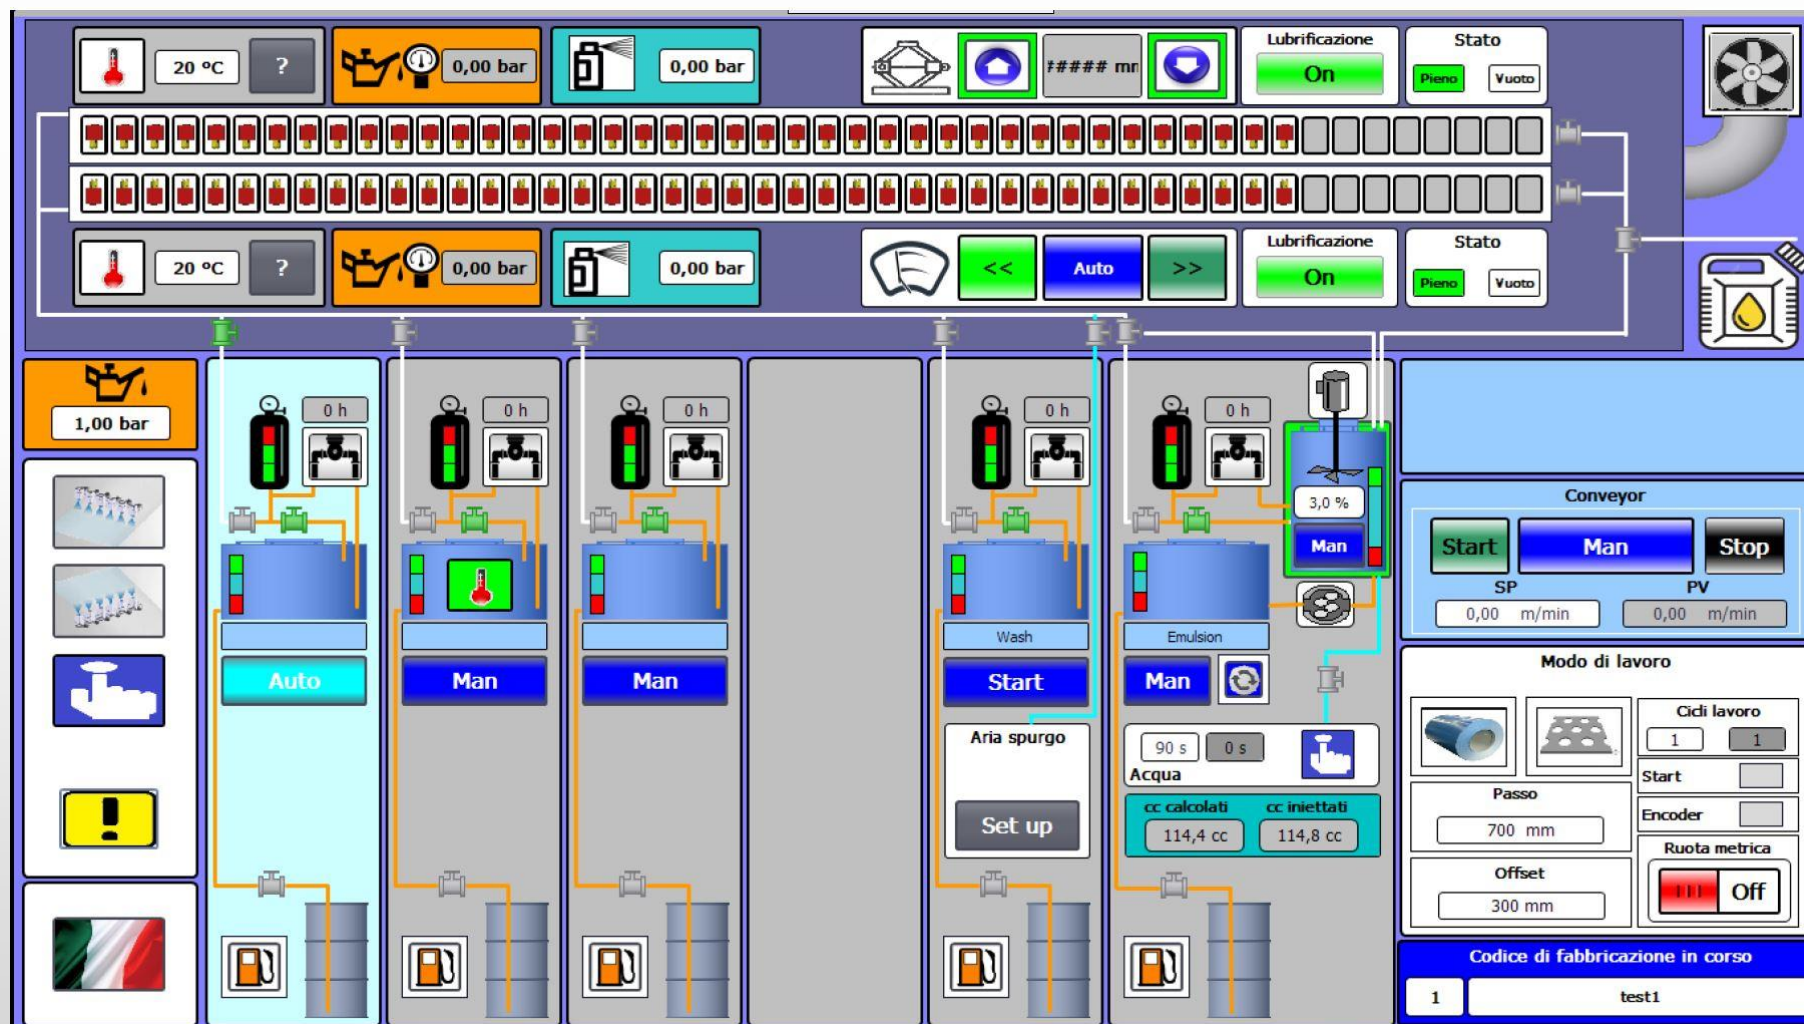 20 ºC
?
0,00 bar
0,00 bar
##### mm
Lubrificazione
On
Stato
Pieno
Vuoto
20 ºC
?
0,00 bar
0,00 bar
<<
Auto
>>
Lubrificazione
On
Stato
Pieno
Vuoto
1,00 bar
0 h
Auto
0 h
Man
0 h
Man
0 h
Wash
Start
Aria spurgo
Set up
0 h
3,0 %
Man
Emulsion
Man
90 s
0 s
Acqua
cc calcolati
cc iniettati
114,4 cc
114,8 cc
Conveyor
Start
Man
Stop
SP
PV
0,00 m/min
0,00 m/min
Modo di lavoro
Cicli lavoro
1
1
Start
Passo
700 mm
Encoder
Offset
300 mm
Ruota metrica
Off
Codice di fabbricazione in corso
1
test1